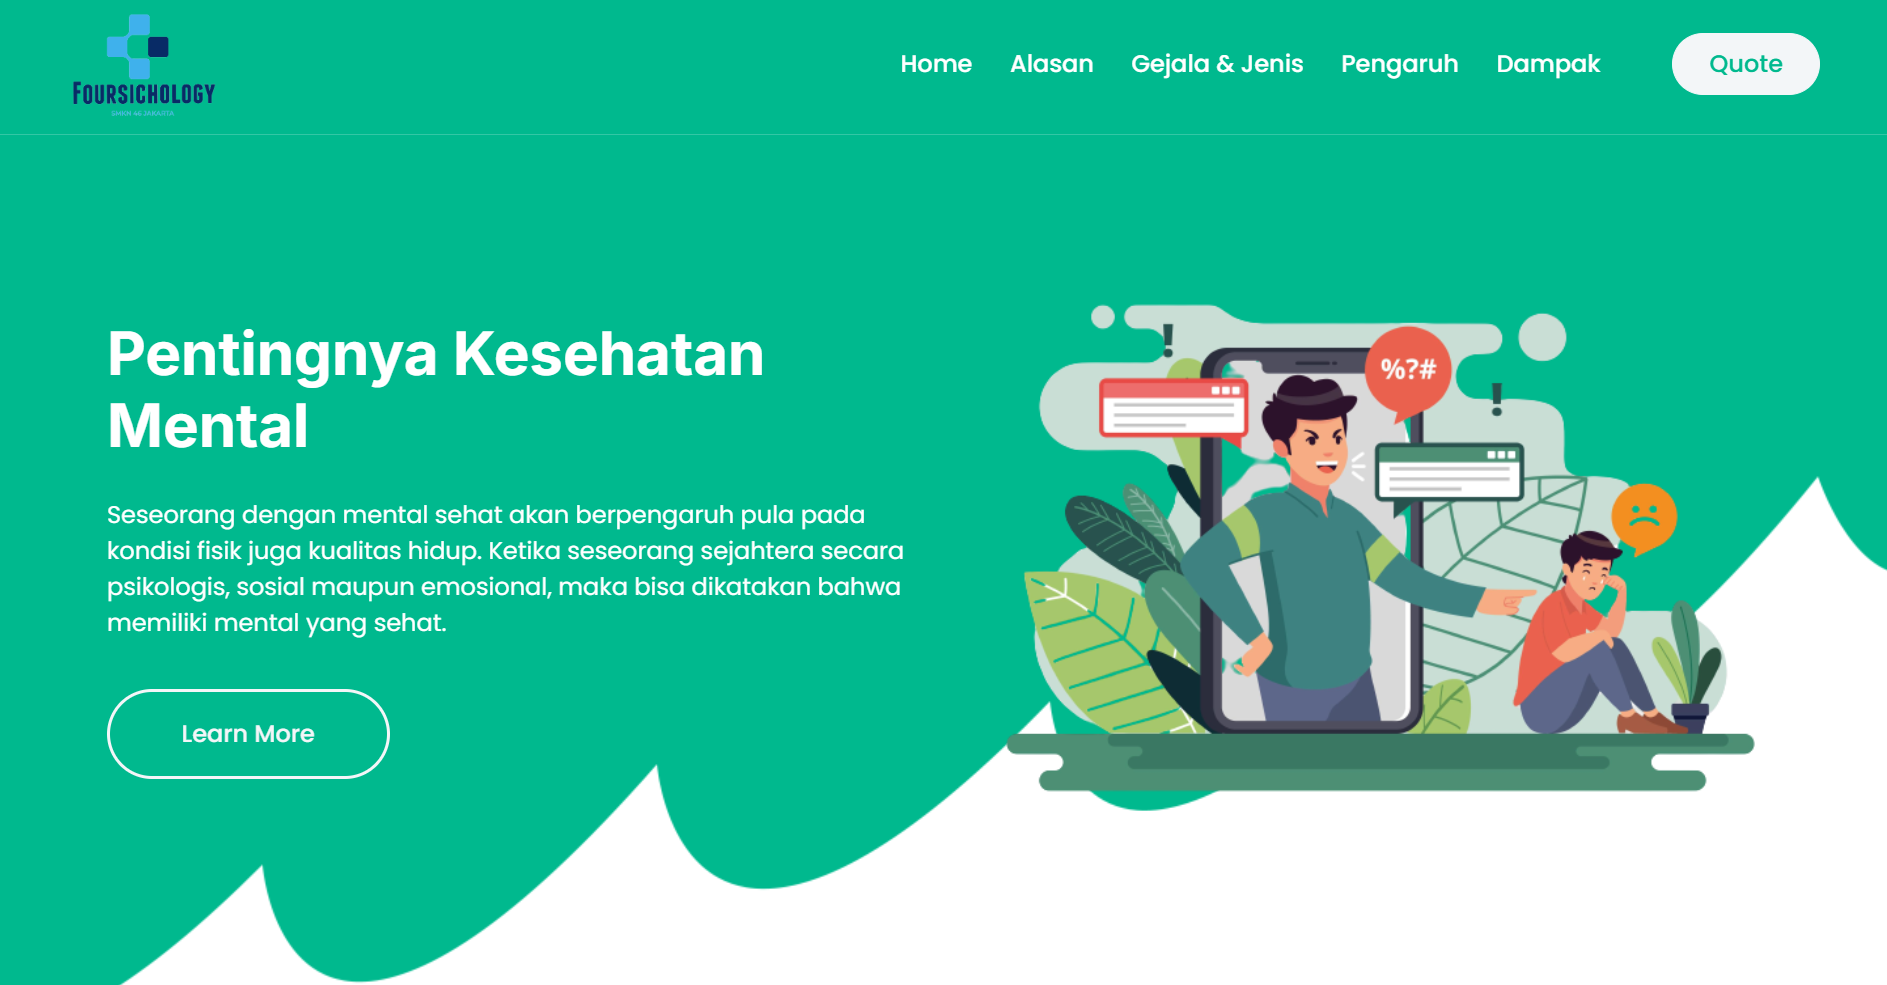 FOURSICHOLOGY
SMKN 46 JAKARTA
Home Alasan Gejala & Jenis Pengaruh Dampak Quote
Pentingnya Kesehatan
Mental
Seseorang dengan mental sehat akan berpengaruh pula pada
kondisi fisik juga kualitas hidup. Ketika seseorang sejahtera secara
psikologis, sosial maupun emosional, maka bisa dikatakan bahwa
memiliki mental yang sehat.
Learn More
!
%?#
!